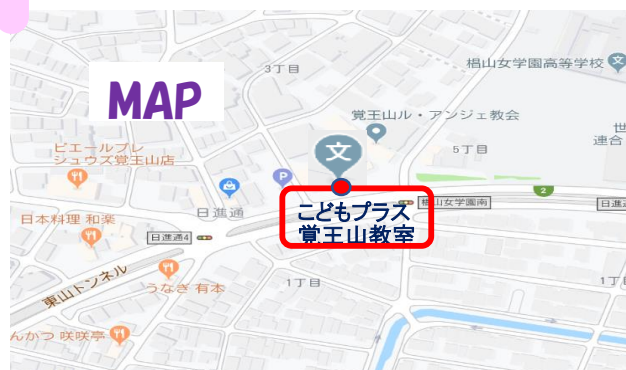 MAP
3丁目
椙山女学園高等学校
覚王山ル・アンジェ教会
文
5丁目
世
連合
ピエールプレ
シュウズ覚王山店
P
2
日本料理 和楽
日進通
こどもプラス
覚王山教室
椙山女学園南
日進
日進通4
東山トンネル
うなぎ 有本
1丁目
1丁目
んかつ 咲咲亭